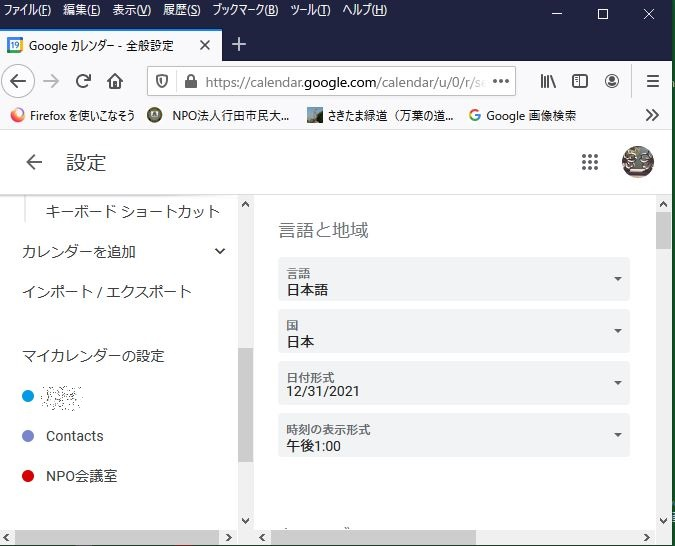 ファイル(F) 編集(E) 表示(V) 履歴(S) ブックマーク(B) ツール(T) ヘルプ(H)
19 Google カレンダー - 全般設定
https://calendar.google.com/calendar/u/0/r/se
Firefox を使いこなそう NPO法人行田市民大... さきたま緑道（万葉の道... Google 画像検索
設定
キーボード ショートカット
カレンダーを追加
インポート / エクスポート
マイカレンダーの設定
Contacts
NPO会議室
言語と地域
言語
日本語
国
日本
日付形式
12/31/2021
時刻の表示形式
午後1:00